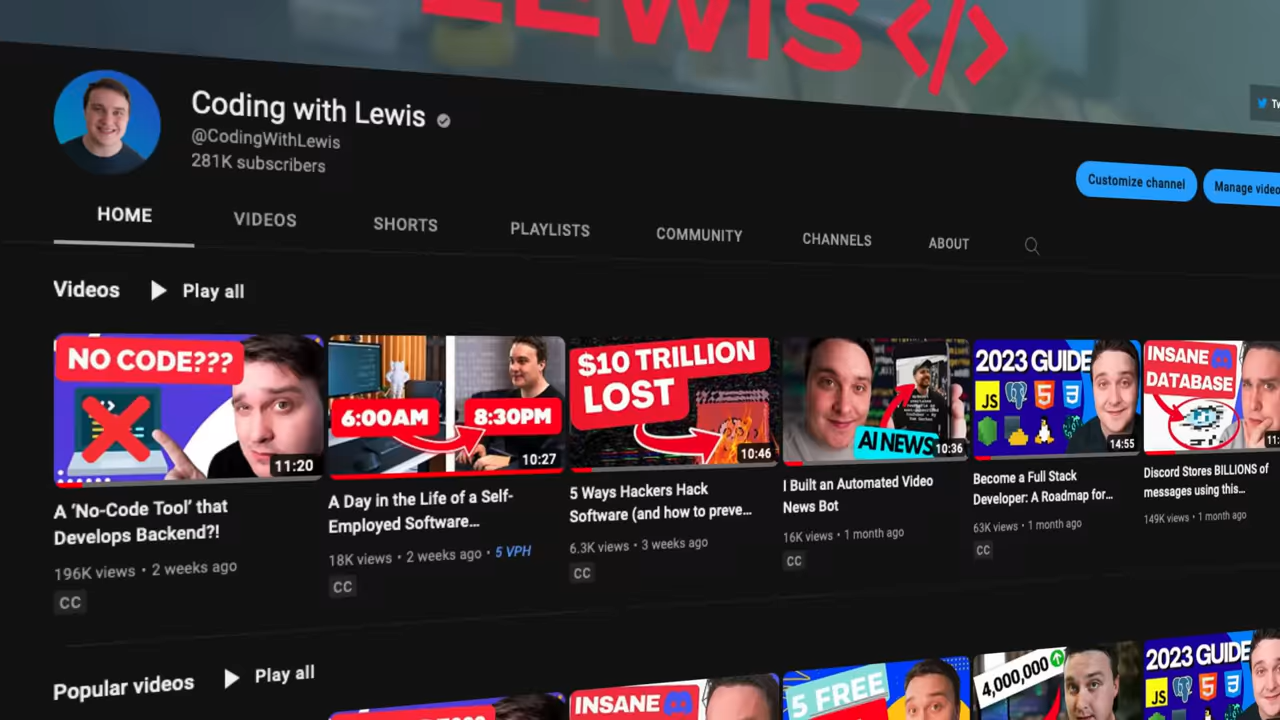 LEWIS </>
Coding with Lewis
@CodingWithLewis
281K subscribers
Customize channel
HOME
VIDEOS
SHORTS
PLAYLISTS
COMMUNITY
CHANNELS
ABOUT
Videos
Play all
NO CODE???
11:20
6:00AM
8:30PM
10:27
$10 TRILLION
LOST
10:46
AI NEWS
10:36
2023 GUIDE
JS
14:55
INSANE
DATABASE
A ‘No-Code Tool’ that
Develops Backend?!
196K views • 2 weeks ago
CC
A Day in the Life of a Self-
Employed Software...
18K views • 2 weeks ago • 5 VPH
CC
5 Ways Hackers Hack
Software (and how to preve...
6.3K views • 3 weeks ago
CC
I Built an Automated Video
News Bot
16K views • 1 month ago
CC
Become a Full Stack
Developer: A Roadmap for...
63K views • 1 month ago
CC
Discord Stores BILLIONS of
messages using this...
149K views • 1 month ago
Popular videos
Play all
INSANE
5 FREE
4,000,000
2023 GUIDE
JS